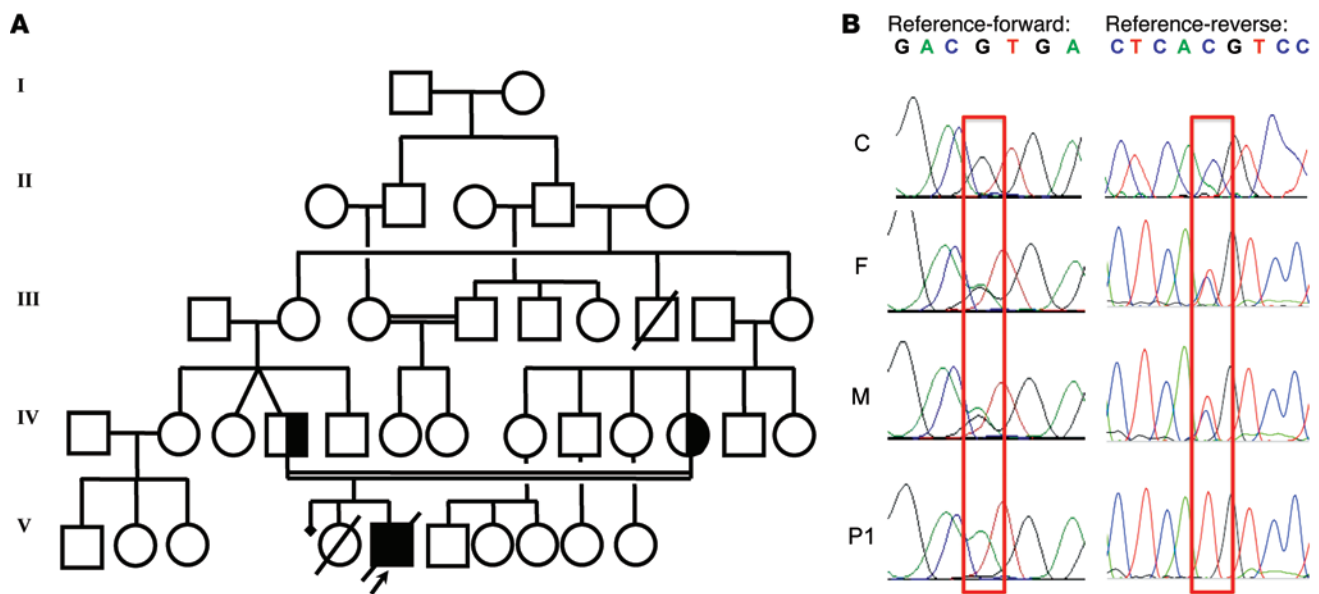 A
I
II
III
IV
V
B
Reference-forward:
G A C G T G A
Reference-reverse:
C T C A C G T C C
C
F
M
P1